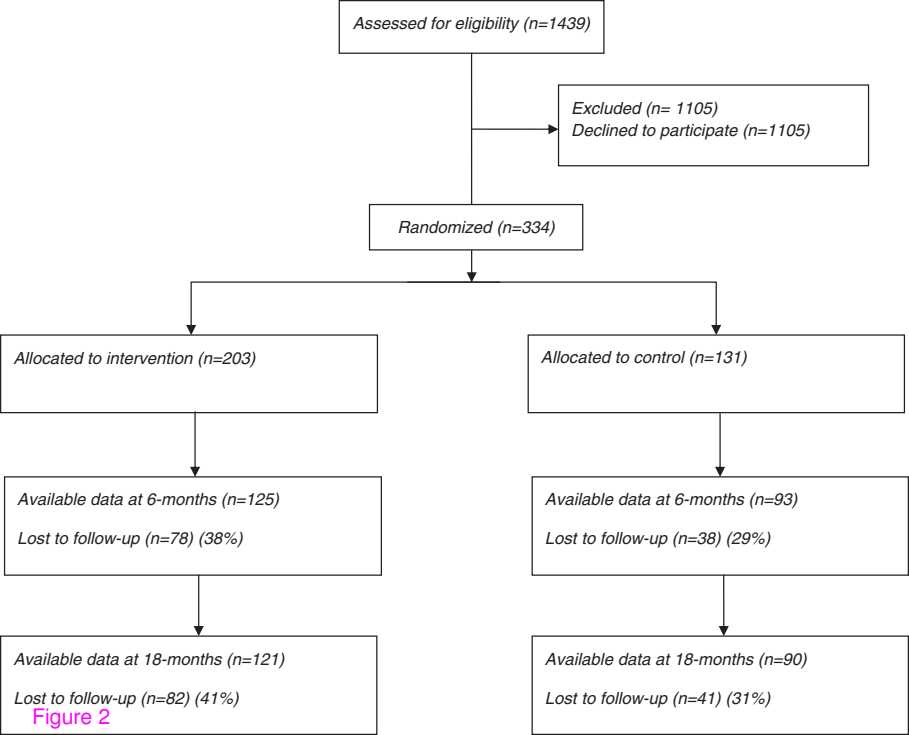 Assessed for eligibility (n=1439)
Excluded (n= 1105)
Declined to participate (n=1105)
Randomized (n=334)
Allocated to intervention (n=203)
Allocated to control (n=131)
Available data at 6-months (n=125)
Lost to follow-up (n=78) (38%)
Available data at 6-months (n=93)
Lost to follow-up (n=38) (29%)
Available data at 18-months (n=121)
Lost to follow-up (n=82) (41%)
Available data at 18-months (n=90)
Lost to follow-up (n=41) (31%)
Figure 2